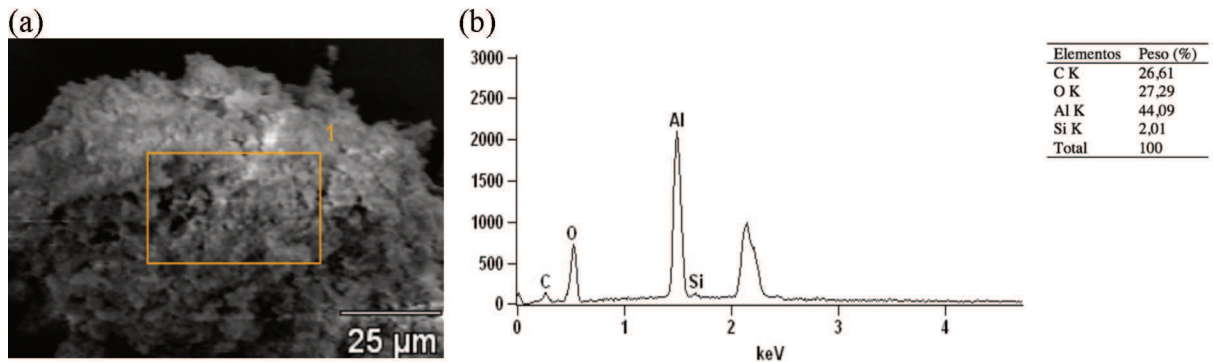 (a)
1
25 µm
(b)
3000
2500
2000
1500
1000
500
0
Al
O
C
Si
0 1 2 3 4
keV
Elementos Peso (%)
C K 26,61
O K 27,29
Al K 44,09
Si K 2,01
Total 100